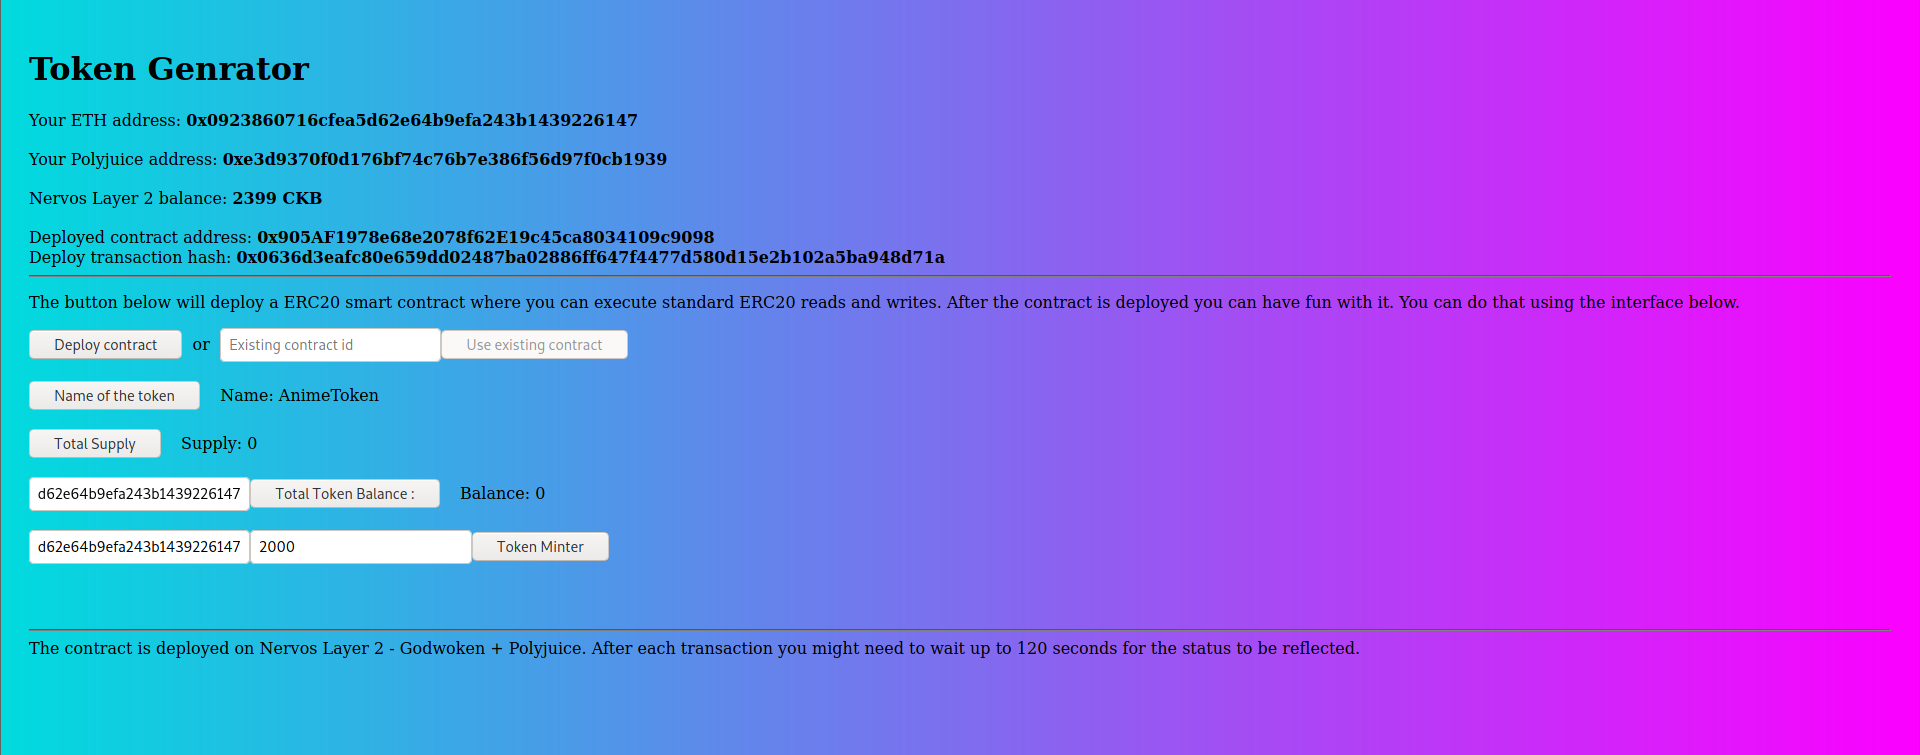 Token Genrator
Your ETH address: 0x0923860716cfea5d62e64b9efa243b1439226147
Your Polyjuice address: 0xe3d9370f0d176bf74c76b7e386f56d97f0cb1939
Nervos Layer 2 balance: 2399 CKB
Deployed contract address: 0x905AF1978e68e2078f62E19c45ca8034109c9098
Deploy transaction hash: 0x0636d3eafc80e659dd02487ba02886ff647f4477d580d15e2b102a5ba948d71a
The button below will deploy a ERC20 smart contract where you can execute standard ERC20 reads and writes. After the contract is deployed you can have fun with it. You can do that using the interface below.
Deploy contract or Existing contract id Use existing contract
Name of the token Name: AnimeToken
Total Supply Supply: 0
d62e64b9efa243b1439226147 Total Token Balance : Balance: 0
d62e64b9efa243b1439226147 2000 Token Minter
The contract is deployed on Nervos Layer 2 - Godwoken + Polyjuice. After each transaction you might need to wait up to 120 seconds for the status to be reflected.